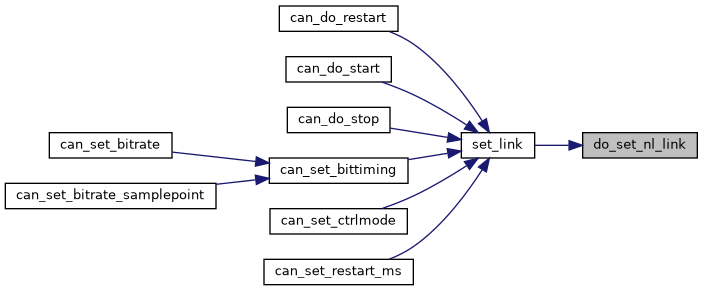 can_do_restart
can_do_start
can_do_stop
can_set_bitrate
set_link
do_set_nl_link
can_set_bittiming
can_set_bitrate_samplepoint
can_set_ctrlmode
can_set_restart_ms